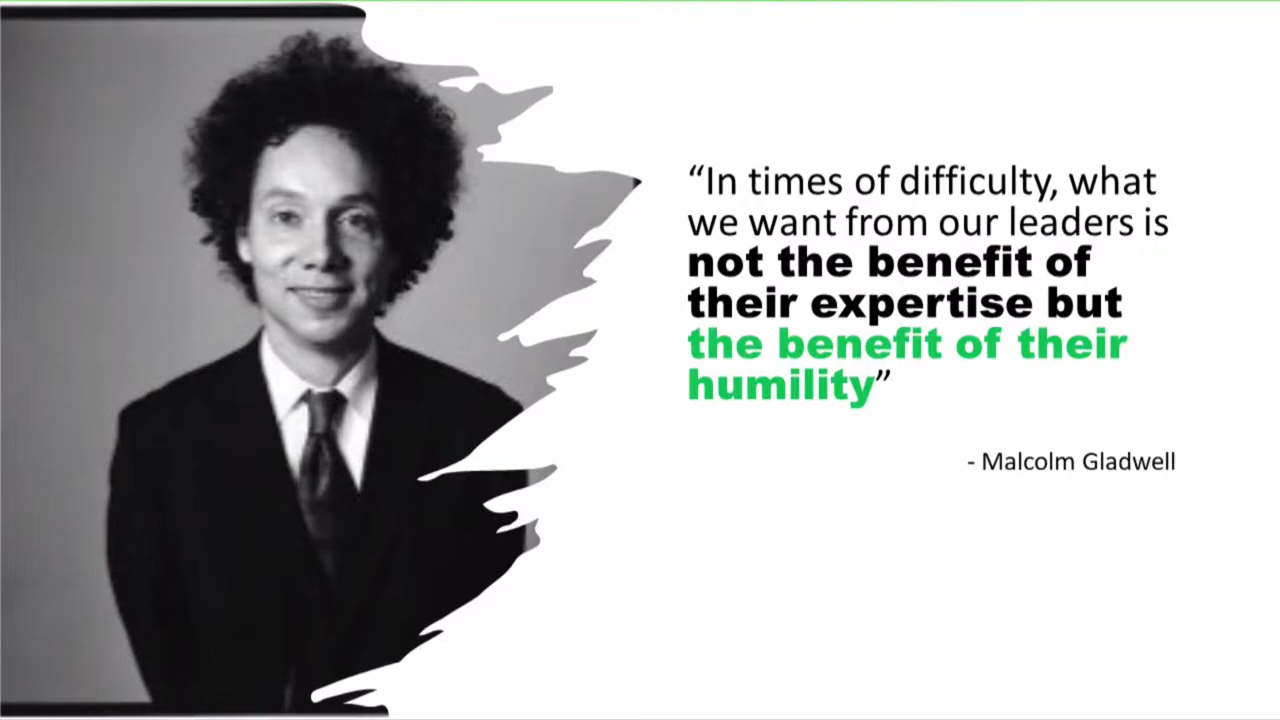 “In times of difficulty, what
we want from our leaders is
not the benefit of
their expertise but
the benefit of their
humility”
- Malcolm Gladwell